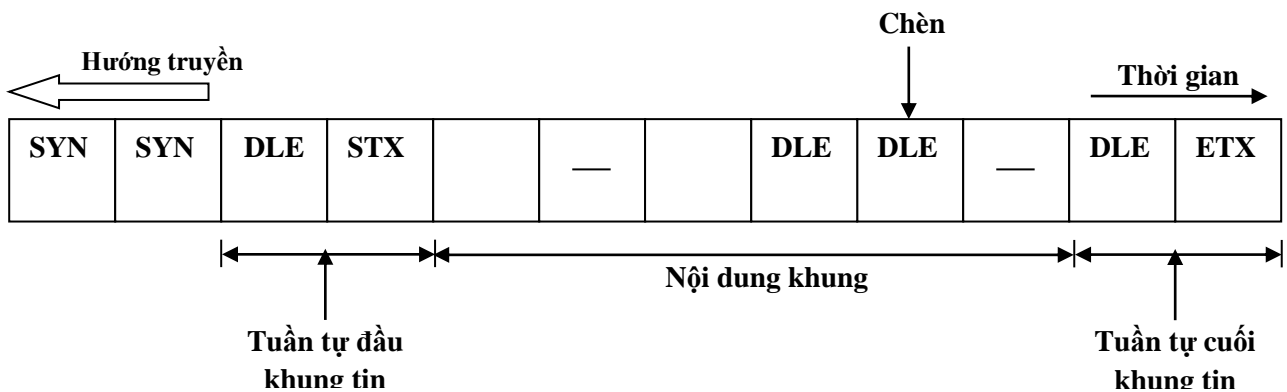 Chèn
Hướng truyền
Thời gian
SYN SYN DLE STX — DLE DLE — DLE ETX
Nội dung khung
Tuần tự đầu
khung tin
Tuần tự cuối
khung tin